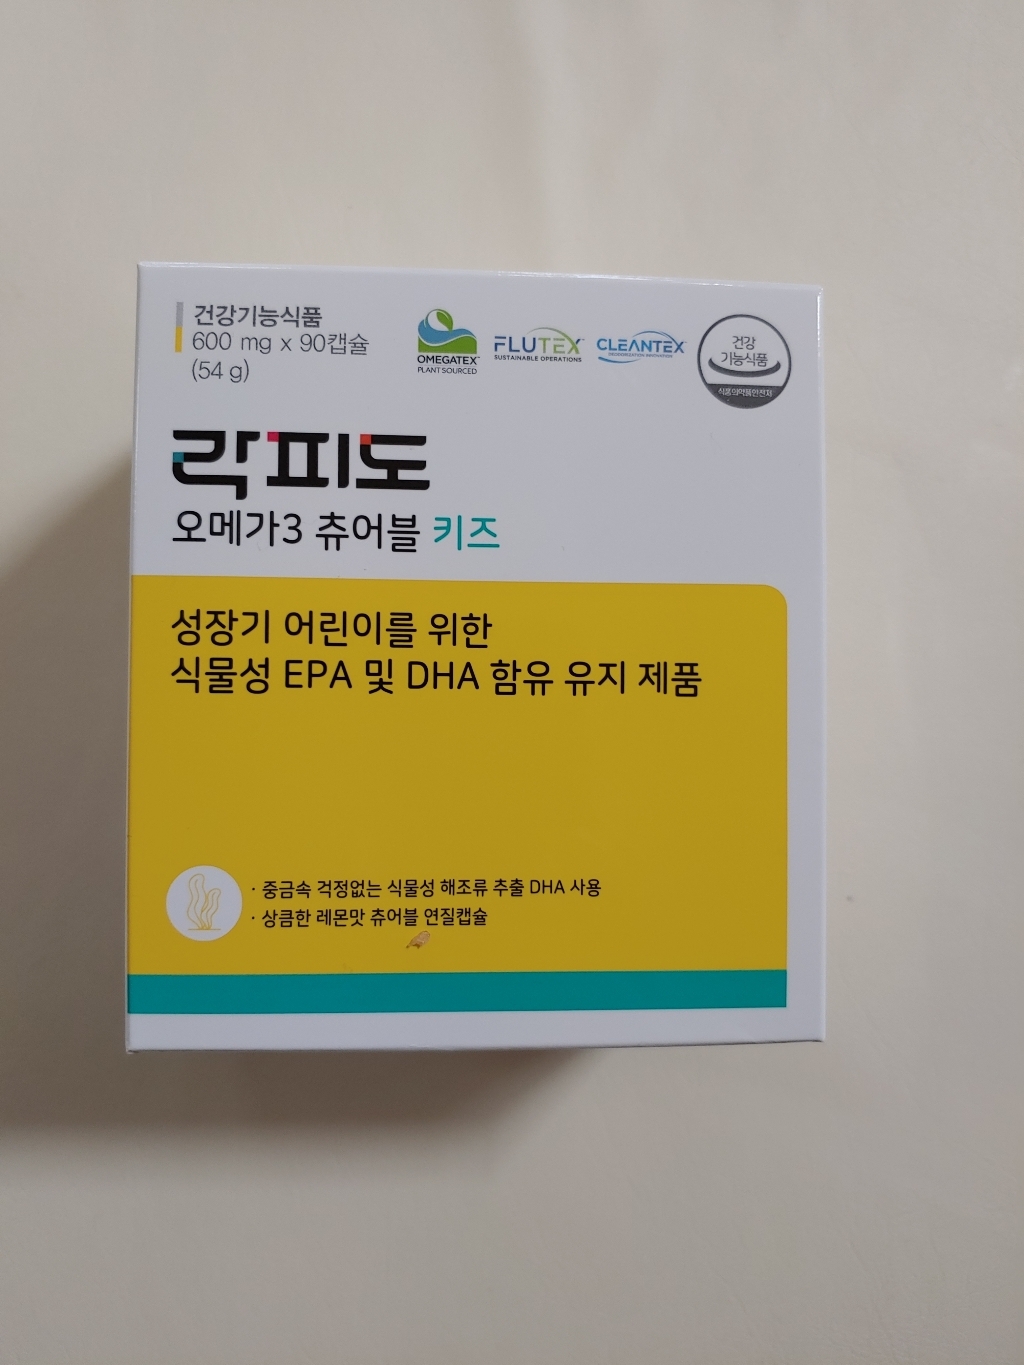 건강기능식품
600 mg x 90캡슐
(54 g)
OMEGATEX™
PLANT SOURCED
FLUTEX™
SUSTAINABLE OPERATIONS
CLEANTEX™
DEODORIZATION INNOVATION
건강
기능식품
식품의약품안전처
락피도
오메가3 츄어블 키즈
성장기 어린이를 위한
식물성 EPA 및 DHA 함유 유지 제품
· 중금속 걱정없는 식물성 해조류 추출 DHA 사용
· 상큼한 레몬맛 츄어블 연질캡슐